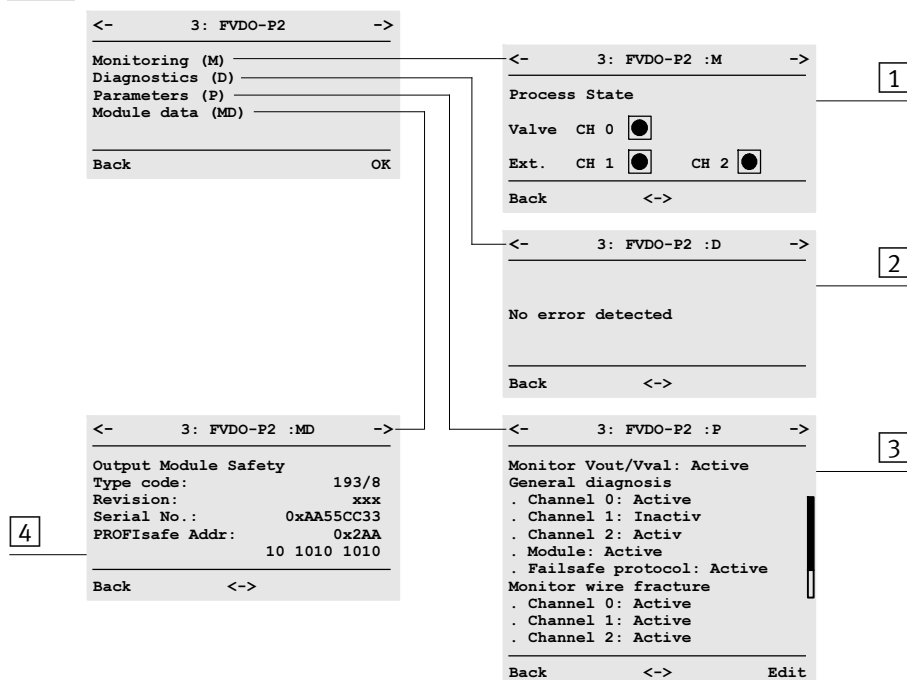 <- 3: FVDO-P2 ->
Monitoring (M)
Diagnostics (D)
Parameters (P)
Module data (MD)
Back OK
<- 3: FVDO-P2 :M ->
Process State
Valve CH 0
Ext. CH 1 CH 2
Back <->
1
<- 3: FVDO-P2 :D ->
No error detected
Back <->
2
<- 3: FVDO-P2 :P ->
Monitor Vout/Vval: Active
General diagnosis
. Channel 0: Active
. Channel 1: Inactiv
. Channel 2: Activ
. Module: Active
. Failsafe protocol: Active
Monitor wire fracture
. Channel 0: Active
. Channel 1: Active
. Channel 2: Active
Back <-> Edit
3
<- 3: FVDO-P2 :MD ->
Output Module Safety
Type code: 193/8
Revision: xxx
Serial No.: 0xAA55CC33
PROFIsafe Addr: 0x2AA
10 1010 1010
Back <->
4